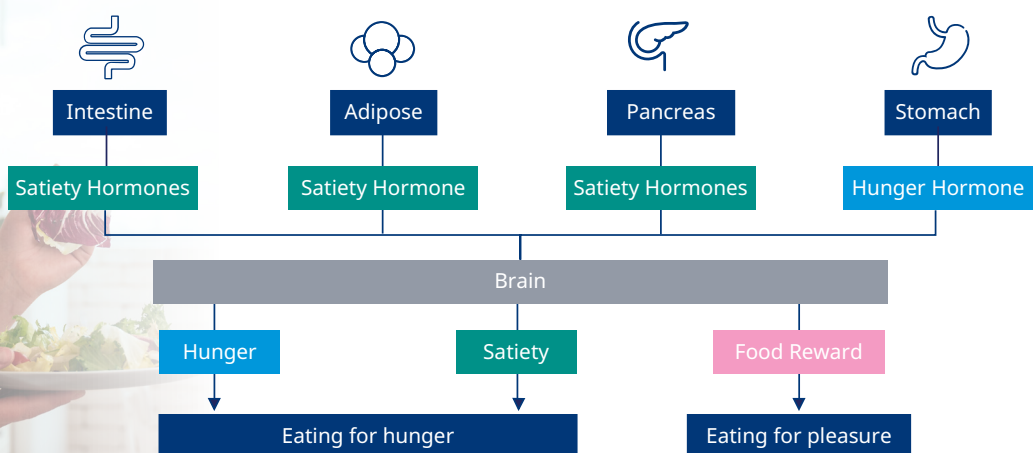 Intestine
Adipose
Pancreas
Stomach
Satiety Hormones
Satiety Hormone
Satiety Hormones
Hunger Hormone
Brain
Hunger
Satiety
Food Reward
Eating for hunger
Eating for pleasure